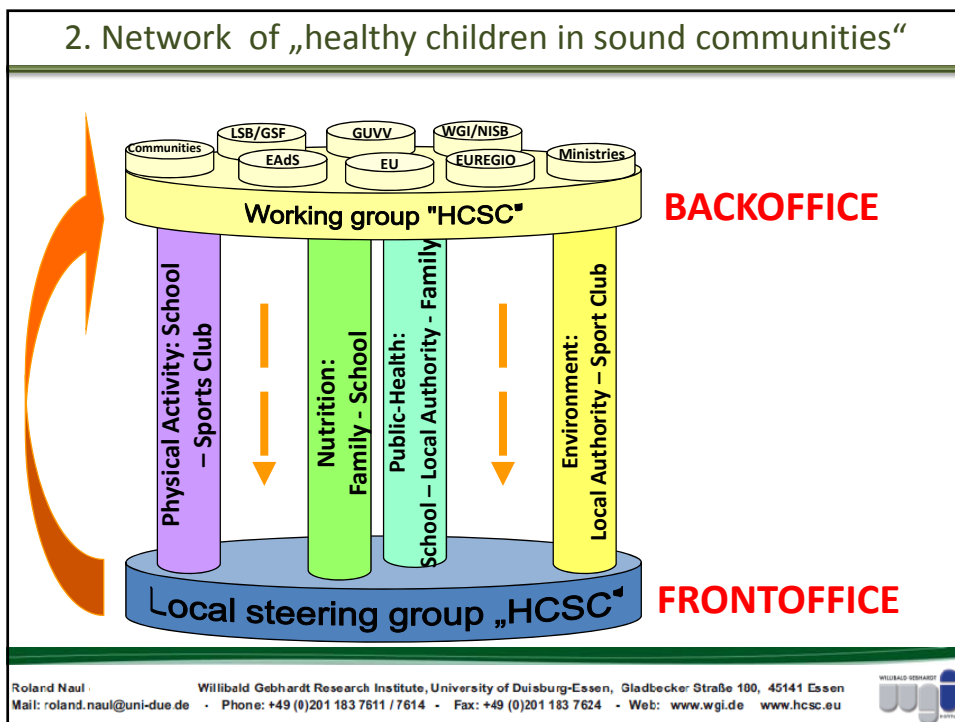 2. Network of „healthy children in sound communities“
LSB/GSF
GUVV
WGI/NISB
Communities
EAdS
EU
EUREGIO
Ministries
Working group "HCSC"
BACKOFFICE
Physical Activity: School
– Sports Club
Nutrition:
Family - School
Public-Health:
School – Local Authority - Family
Environment:
Local Authority – Sport Club
Local steering group „HCSC“
FRONTOFFICE
Roland Naul · Willibald Gebhardt Research Institute, University of Duisburg-Essen, Gladbecker Straße 180, 45141 Essen
Mail: roland.naul@uni-due.de - Phone: +49 (0)201 183 7611 / 7614 - Fax: +49 (0)201 183 7624 - Web: www.wgi.de www.hcsc.eu
WILLIBALD GEBHARDT
wgi